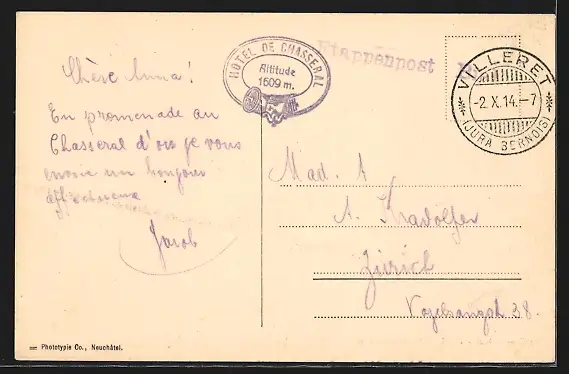 HÔTEL DE CHASSERAL
Altitude
1609 m.
Etappenpost
VILLERET
-2.X.14.-7
(JURA BERNOIS)
Chère Anna!
En promenade au
Chasseral d'où je vous
envoie un bonjour
affectueux
Jacob
Mad.
A. Kradolfer
Zürich
Vogelsangstr 38.
Phototypie Co., Neuchâtel.